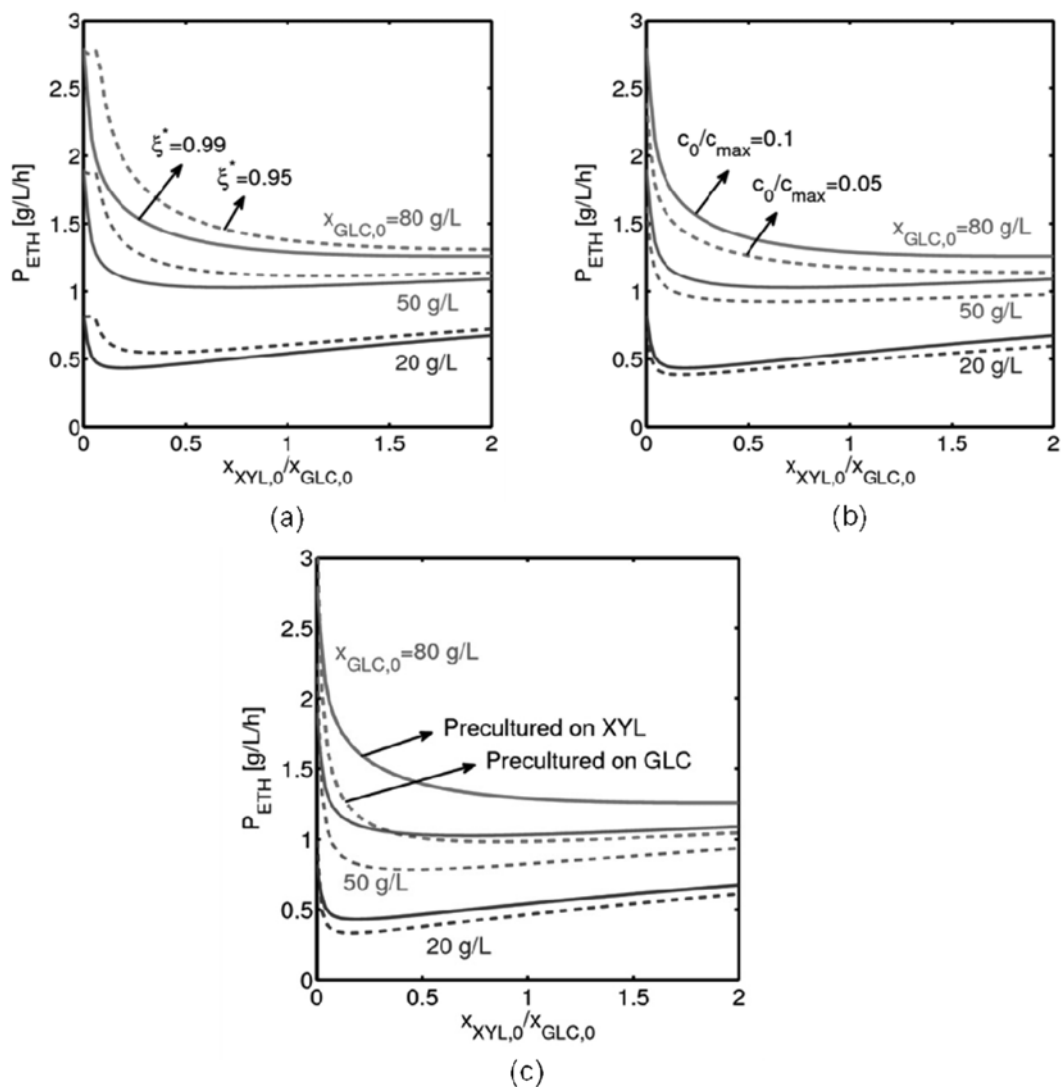 3
2.5
2
1.5
1
0.5
0
P_ETH [g/L/h]
ξ*=0.99
ξ*=0.95
x_GLC,0=80 g/L
50 g/L
20 g/L
0 0.5 1 1.5 2
x_XYL,0/x_GLC,0
(a)
3
2.5
2
1.5
1
0.5
0
P_ETH [g/L/h]
c_0/c_max=0.1
c_0/c_max=0.05
x_GLC,0=80 g/L
50 g/L
20 g/L
0 0.5 1 1.5 2
x_XYL,0/x_GLC,0
(b)
3
2.5
2
1.5
1
0.5
0
P_ETH [g/L/h]
x_GLC,0=80 g/L
Precultured on XYL
Precultured on GLC
50 g/L
20 g/L
0 0.5 1 1.5 2
x_XYL,0/x_GLC,0
(c)